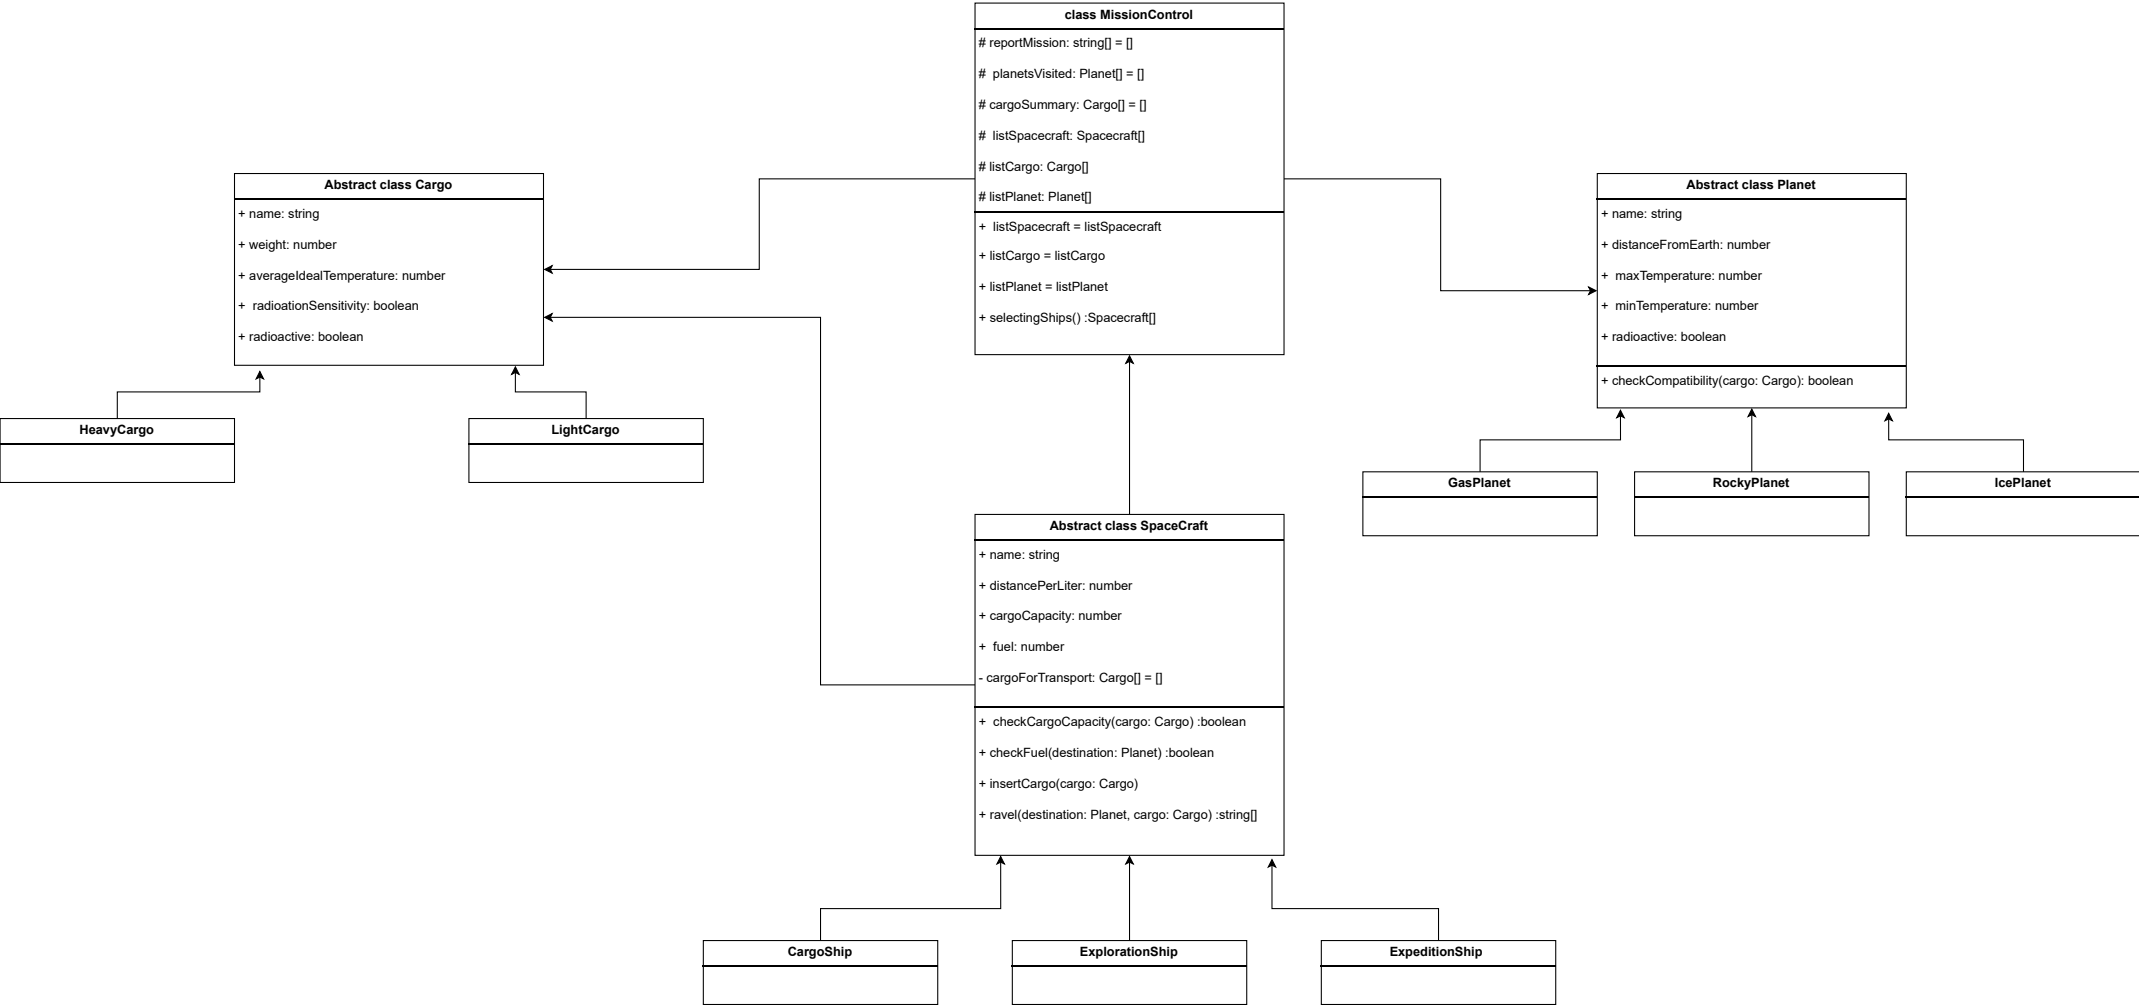 class MissionControl
# reportMission: string[] = []
# planetsVisited: Planet[] = []
# cargoSummary: Cargo[] = []
# listSpacecraft: Spacecraft[]
# listCargo: Cargo[]
# listPlanet: Planet[]
+ listSpacecraft = listSpacecraft
+ listCargo = listCargo
+ listPlanet = listPlanet
+ selectingShips() :Spacecraft[]
Abstract class Cargo
+ name: string
+ weight: number
+ averageIdealTemperature: number
+ radioationSensitivity: boolean
+ radioactive: boolean
Abstract class Planet
+ name: string
+ distanceFromEarth: number
+ maxTemperature: number
+ minTemperature: number
+ radioactive: boolean
+ checkCompatibility(cargo: Cargo): boolean
HeavyCargo
LightCargo
GasPlanet
RockyPlanet
IcePlanet
Abstract class SpaceCraft
+ name: string
+ distancePerLiter: number
+ cargoCapacity: number
+ fuel: number
- cargoForTransport: Cargo[] = []
+ checkCargoCapacity(cargo: Cargo) :boolean
+ checkFuel(destination: Planet) :boolean
+ insertCargo(cargo: Cargo)
+ ravel(destination: Planet, cargo: Cargo) :string[]
CargoShip
ExplorationShip
ExpeditionShip